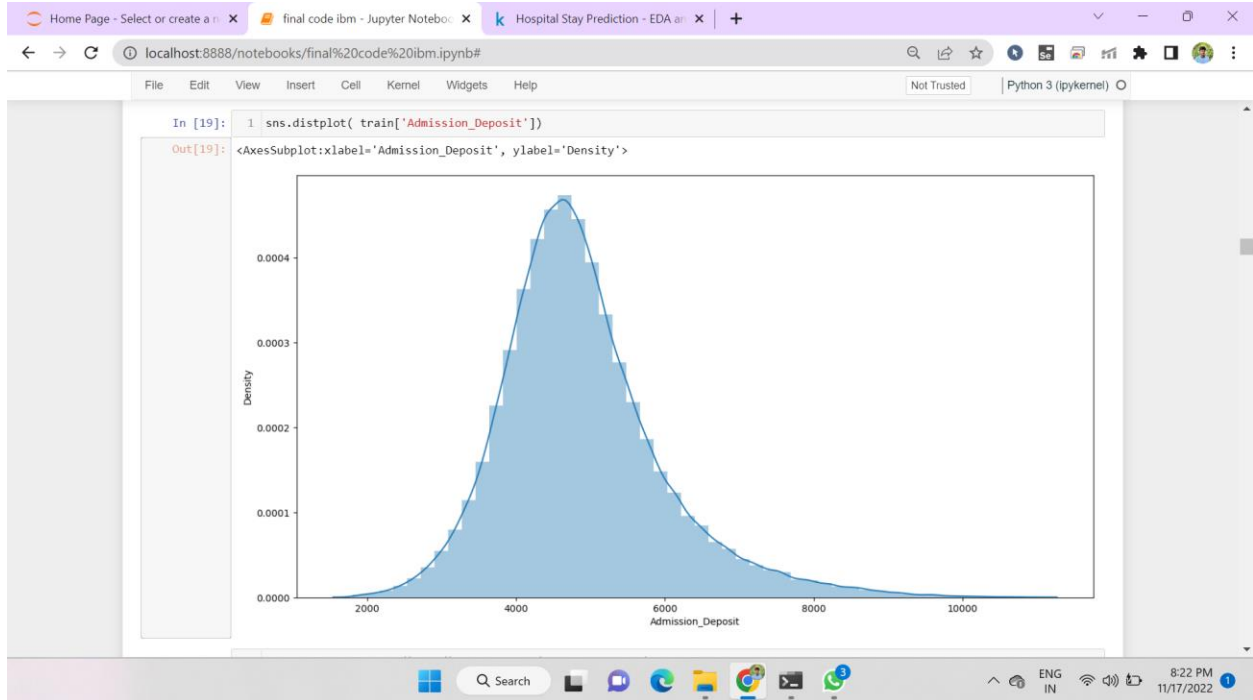 Home Page - Select or create a n
final code ibm - Jupyter Noteboo
k Hospital Stay Prediction - EDA an
localhost:8888/notebooks/final%20code%20ibm.ipynb#
File Edit View Insert Cell Kernel Widgets Help Not Trusted Python 3 (ipykernel)
In [19]: 1 sns.distplot( train['Admission_Deposit'])
Out[19]: <AxesSubplot:xlabel='Admission_Deposit', ylabel='Density'>
0.0004
0.0003
Density
0.0002
0.0001
0.0000
2000 4000 6000 8000 10000
Admission_Deposit
Search
3
ENG
IN
8:22 PM
11/17/2022
1